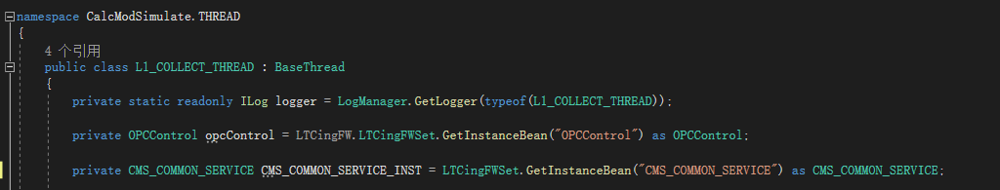 namespace CalcModSimulate.THREAD
{
4 个引用
public class L1_COLLECT_THREAD : BaseThread
{
private static readonly ILog logger = LogManager.GetLogger(typeof(L1_COLLECT_THREAD));
private OPCControl opcControl = LTCingFW.LTCingFWSet.GetInstanceBean("OPCControl") as OPCControl;
private CMS_COMMON_SERVICE CMS_COMMON_SERVICE_INST = LTCingFWSet.GetInstanceBean("CMS_COMMON_SERVICE") as CMS_COMMON_SERVICE;